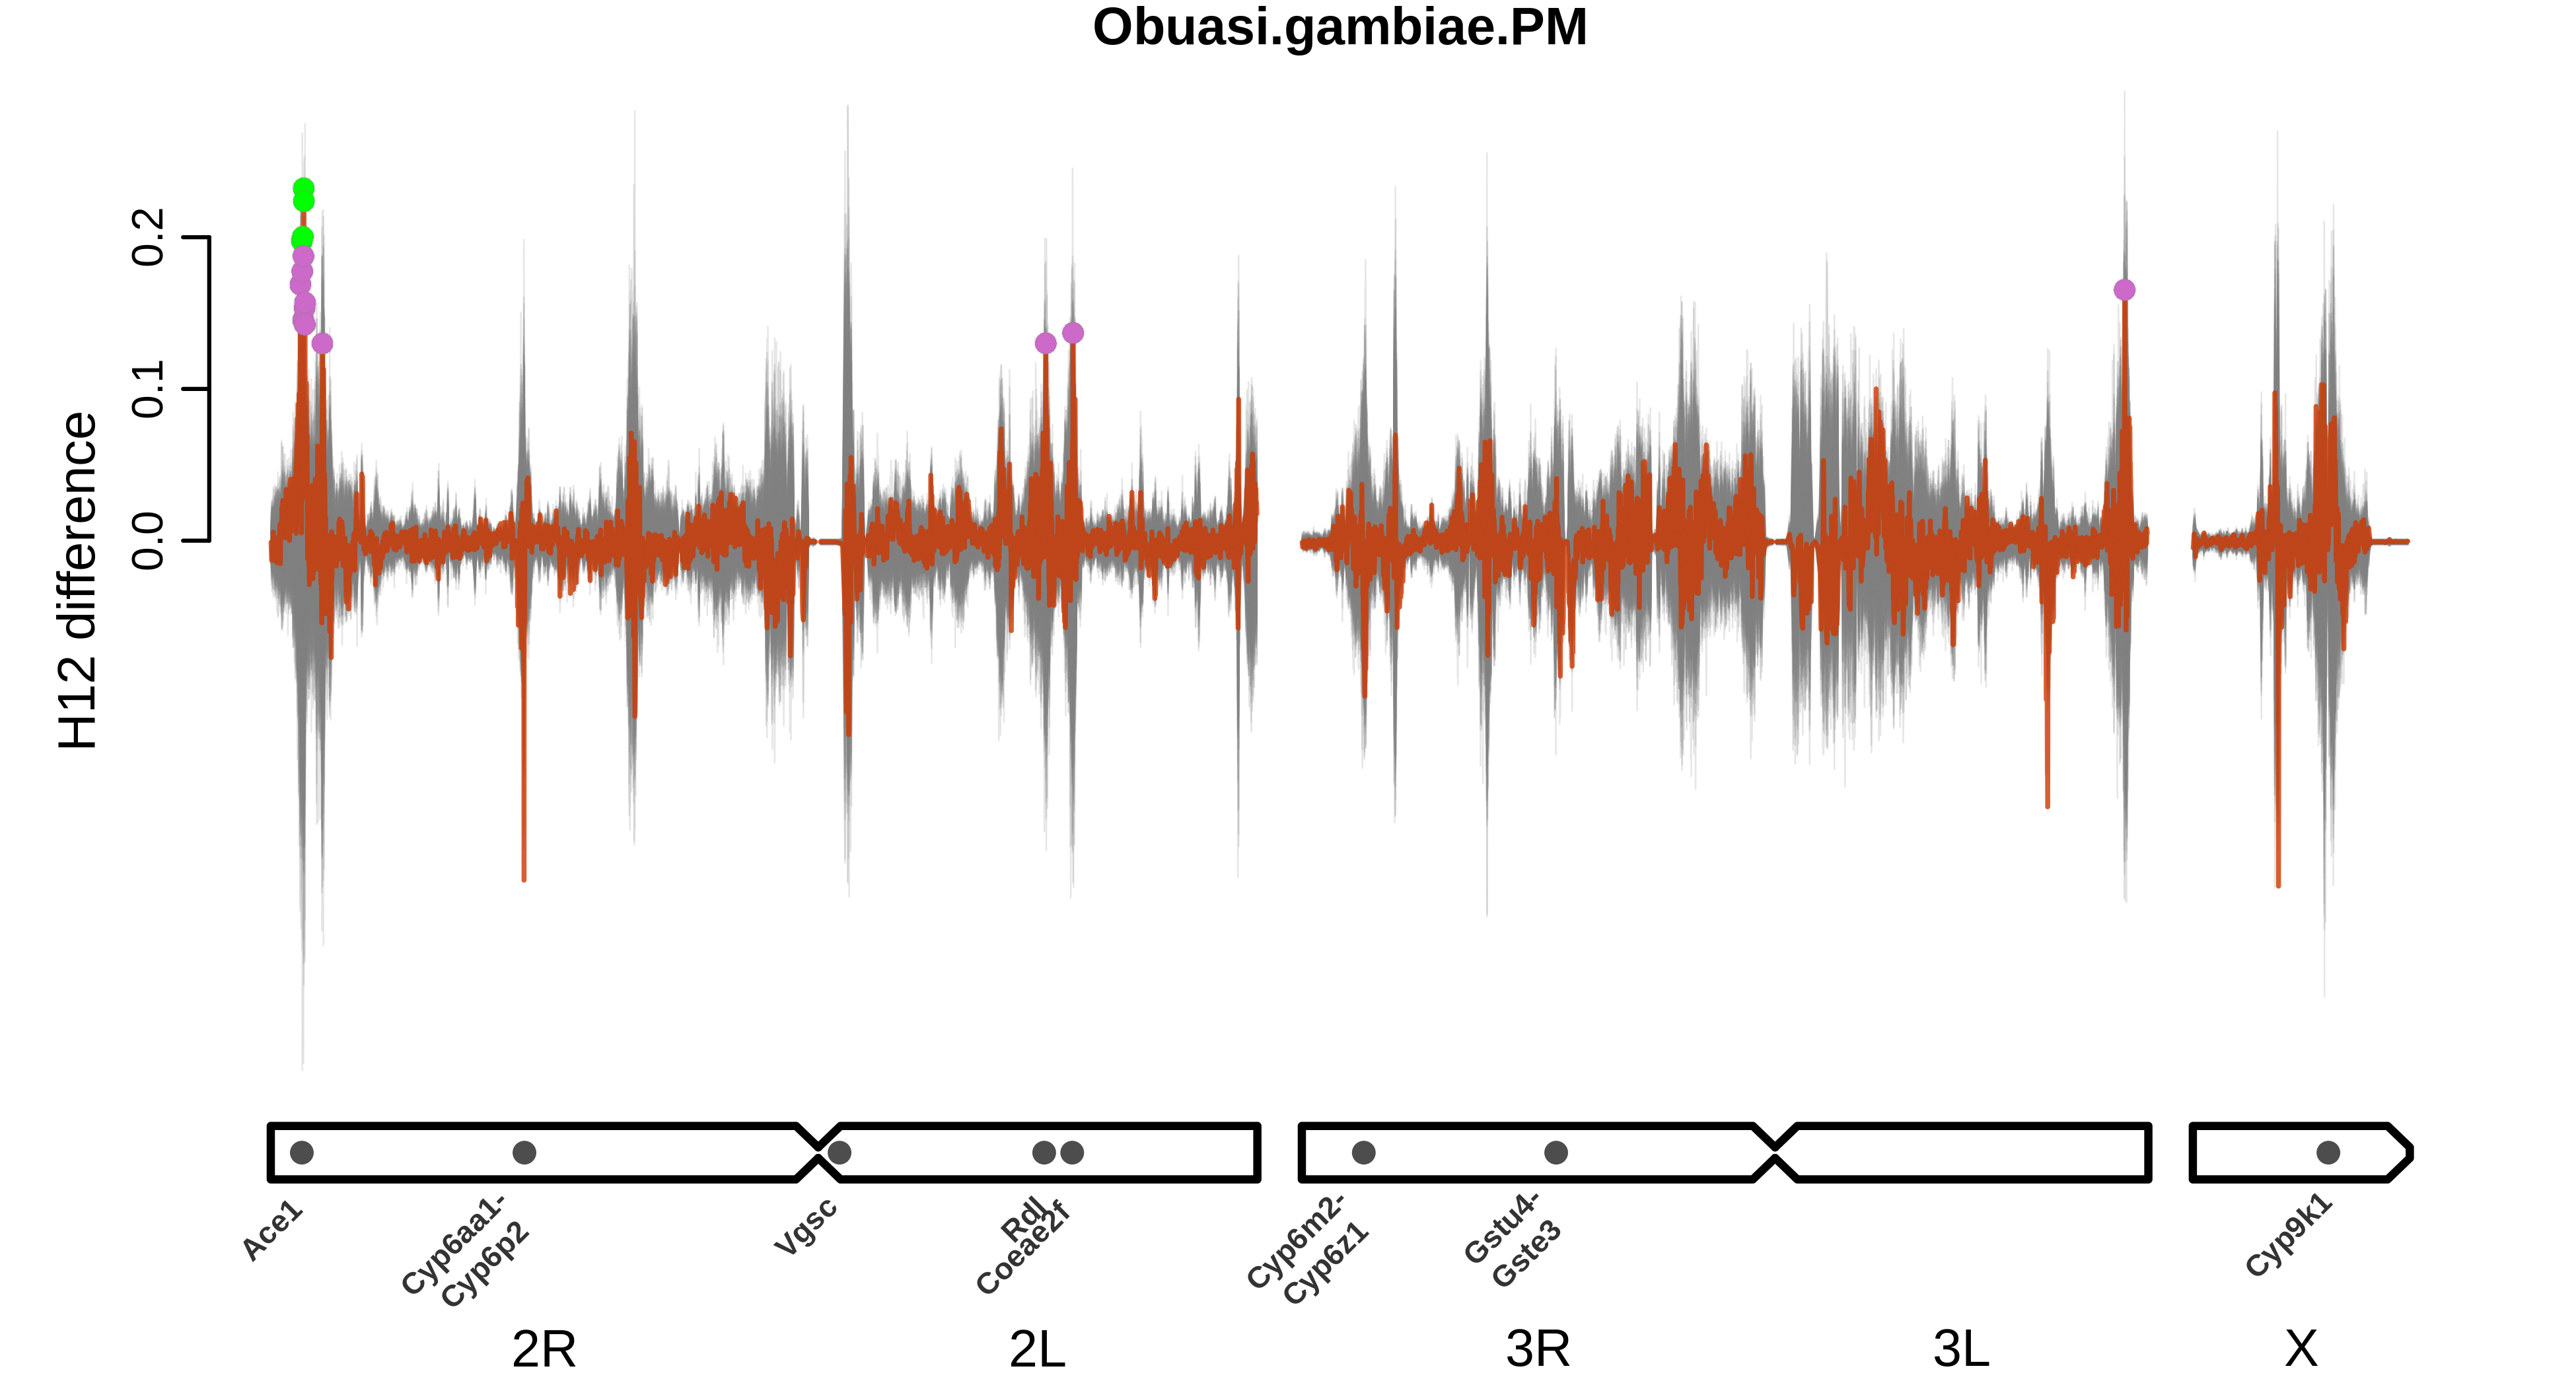 Obuasi.gambiae.PM
H12 difference
0.2
0.1
0.0
Ace1
Cyp6aa1-
Cyp6p2
Vgsc
Rdl
Coeae2f
Cyp6m2-
Cyp6z1
Gstu4-
Gste3
Cyp9k1
2R
2L
3R
3L
X